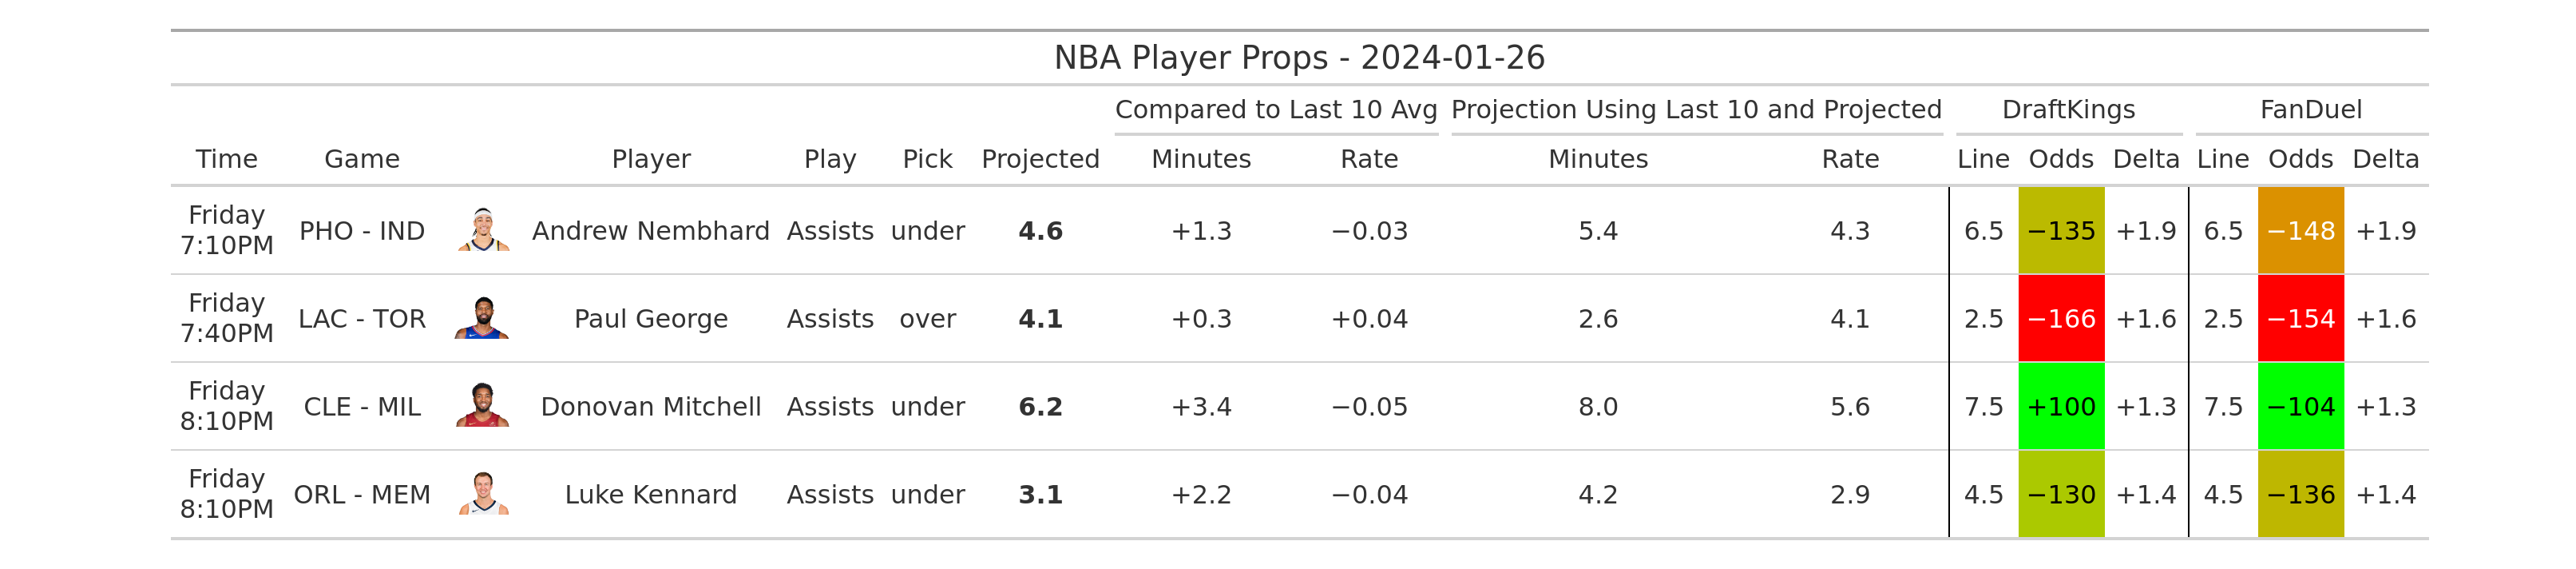 NBA Player Props - 2024-01-26
Compared to Last 10 Avg Projection Using Last 10 and Projected DraftKings FanDuel
Time Game Player Play Pick Projected Minutes Rate Minutes Rate Line Odds Delta Line Odds Delta
Friday
7:10PM PHO - IND Andrew Nembhard Assists under 4.6 +1.3 −0.03 5.4 4.3 6.5 −135 +1.9 6.5 −148 +1.9
Friday
7:40PM LAC - TOR Paul George Assists over 4.1 +0.3 +0.04 2.6 4.1 2.5 −166 +1.6 2.5 −154 +1.6
Friday
8:10PM CLE - MIL Donovan Mitchell Assists under 6.2 +3.4 −0.05 8.0 5.6 7.5 +100 +1.3 7.5 −104 +1.3
Friday
8:10PM ORL - MEM Luke Kennard Assists under 3.1 +2.2 −0.04 4.2 2.9 4.5 −130 +1.4 4.5 −136 +1.4